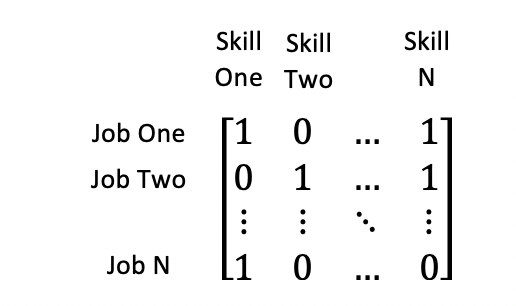 Skill Skill Skill
One Two N
Job One 1 0 ... 1
Job Two 0 1 ... 1
⋮ ⋮ ⋱ ⋮
Job N 1 0 ... 0